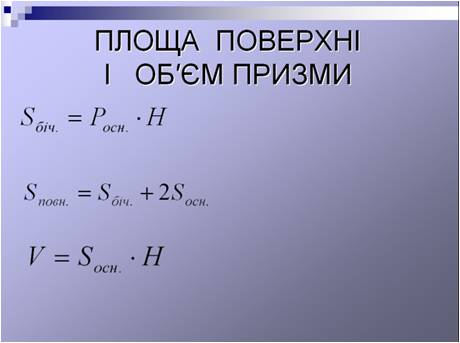 ПЛОЩА ПОВЕРХНІ
І ОБ'ЄМ ПРИЗМИ
S біч. = P осн. · H
S повн. = S біч. + 2S осн.
V = S осн. · H